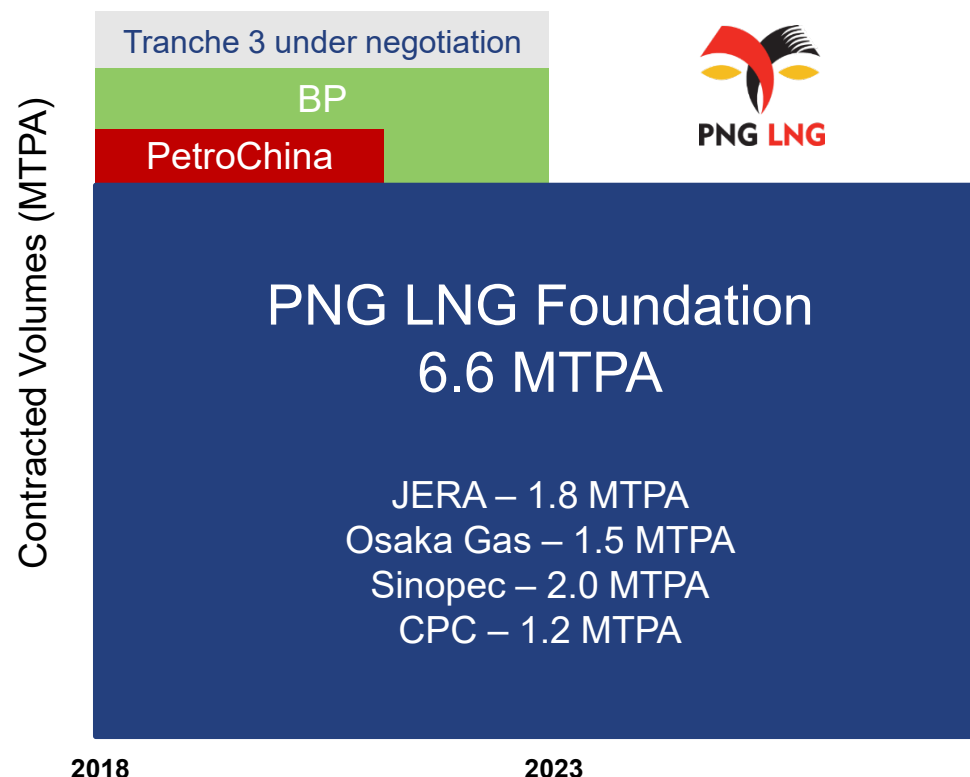 Tranche 3 under negotiation
BP
PetroChina
PNG LNG
Contracted Volumes (MTPA)
PNG LNG Foundation
6.6 MTPA
JERA – 1.8 MTPA
Osaka Gas – 1.5 MTPA
Sinopec – 2.0 MTPA
CPC – 1.2 MTPA
2018
2023